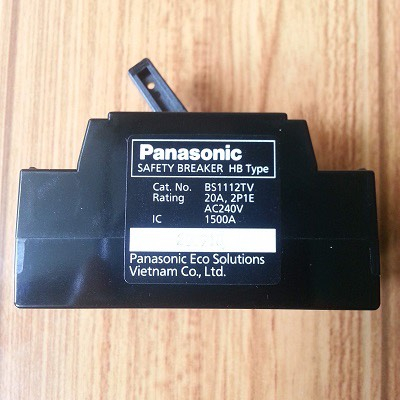 Panasonic
SAFETY BREAKER HB Type
Cat. No. BS1112TV
Rating 20A, 2P1E
AC240V
IC 1500A
Panasonic Eco Solutions
Vietnam Co., Ltd.